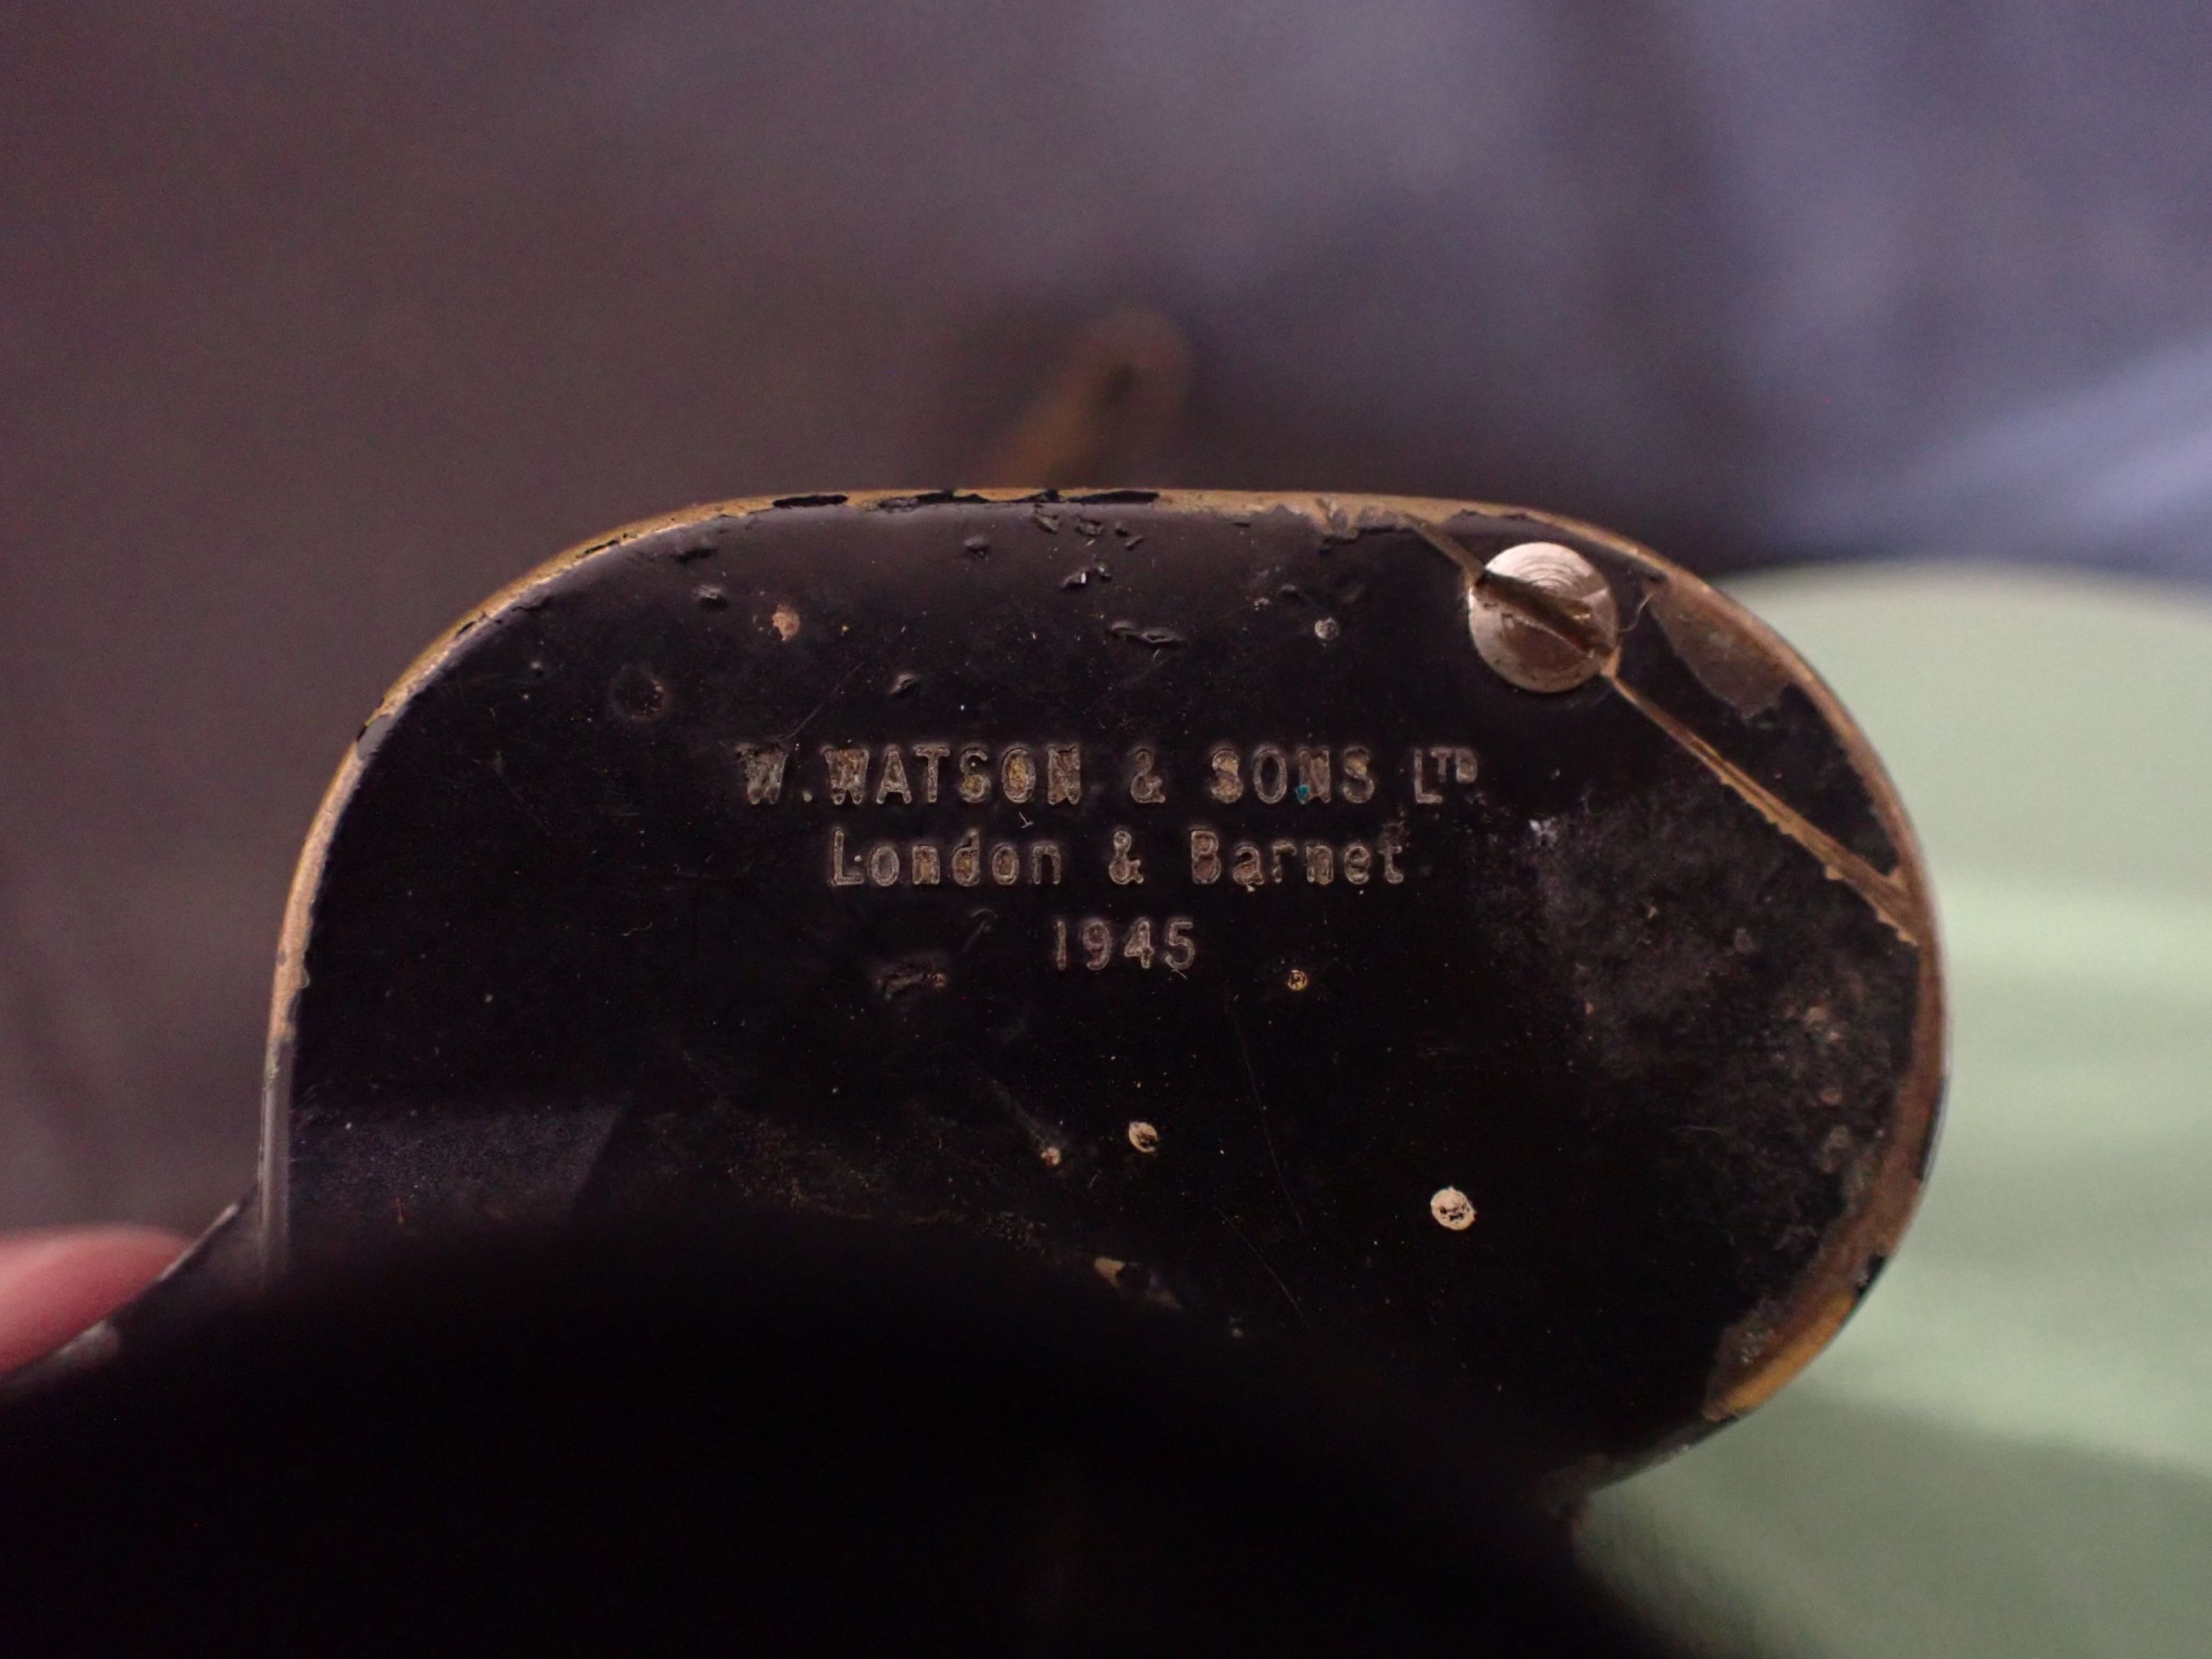 W. WATSON & SONS LTD
London & Barnet
1945